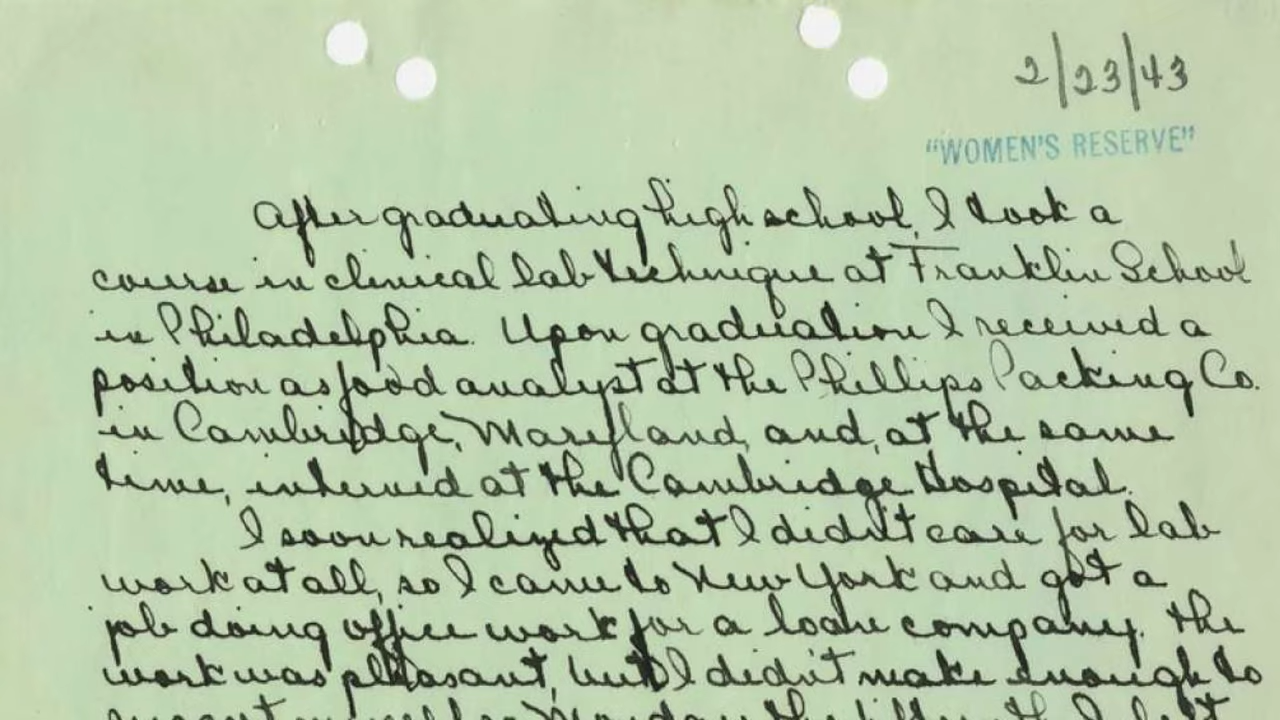 2/23/43
"WOMEN'S RESERVE"
After graduating high school, I took a
course in clinical lab technique at Franklin School
in Philadelphia. Upon graduation I received a
position as food analyst at the Phillips Packing Co.
in Cambridge, Maryland, and, at the same
time, interned at the Cambridge Hospital.
I soon realized that I didn't care for lab
work at all, so I came to New York and got a
job doing office work for a loan company. The
work was pleasant, but I didn't make enough to
Monday the fifteenth I left